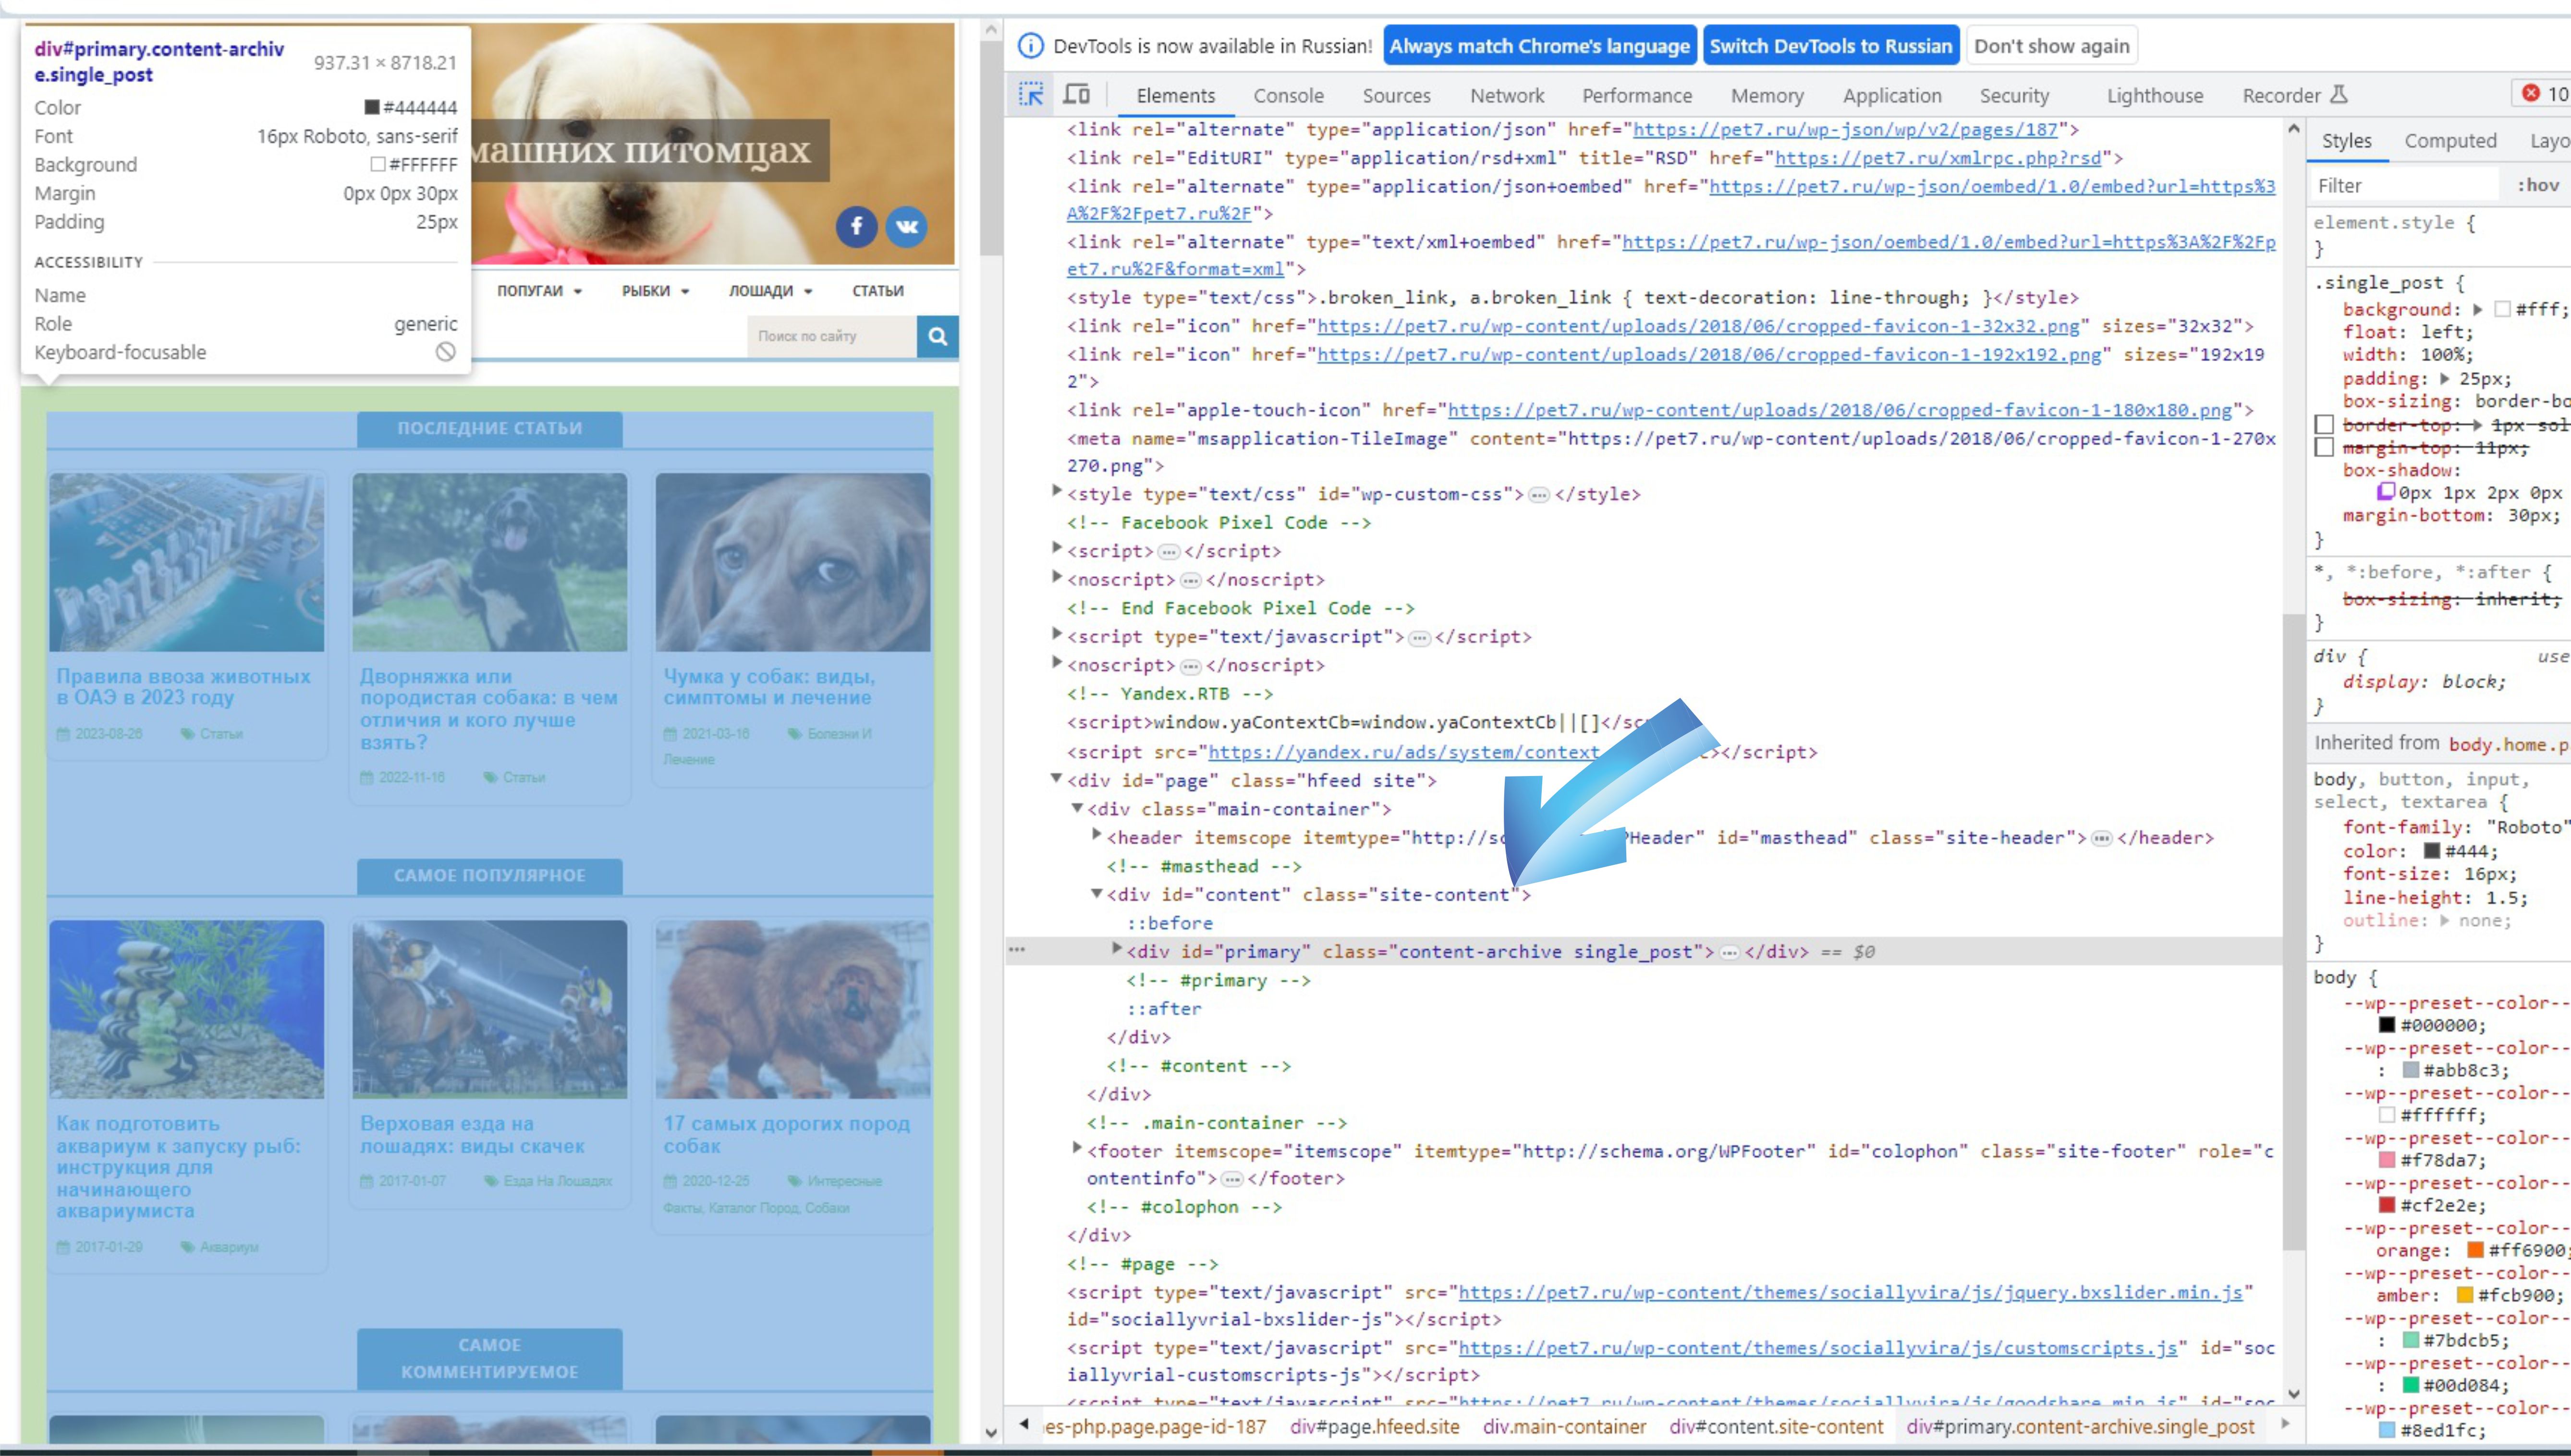 div#primary.content-archiv
e.single_post
937.31 × 8718.21
Color
#444444
Font
16px Roboto, sans-serif
Background
#FFFFFF
Margin
0px 0px 30px
Padding
25px
ACCESSIBILITY
Name
Role
generic
Keyboard-focusable
машних питомцах
ПОПУГАИ
РЫБКИ
ЛОШАДИ
СТАТЬИ
Поиск по сайту
ПОСЛЕДНИЕ СТАТЬИ
Правила ввоза животных
в ОАЭ в 2023 году
2023-08-26 Статьи
Дворняжка или
породистая собака: в чем
отличия и кого лучше
взять?
2022-11-16 Статьи
Чумка у собак: виды,
симптомы и лечение
2021-03-16 Болезни И
Лечение
САМОЕ ПОПУЛЯРНОЕ
Как подготовить
аквариум к запуску рыб:
инструкция для
начинающего
аквариумиста
2017-01-29 Аквариум
Верховая езда на
лошадях: виды скачек
2017-01-07 Езда На Лошадях
17 самых дорогих пород
собак
2020-12-25 Интересные
Факты, Каталог Пород, Собаки
САМОЕ
КОММЕНТИРУЕМОЕ
DevTools is now available in Russian! Always match Chrome's language Switch DevTools to Russian Don't show again
Elements Console Sources Network Performance Memory Application Security Lighthouse Recorder 10
<link rel="alternate" type="application/json" href="https://pet7.ru/wp-json/wp/v2/pages/187">
<link rel="EditURI" type="application/rsd+xml" title="RSD" href="https://pet7.ru/xmlrpc.php?rsd">
<link rel="alternate" type="application/json+oembed" href="https://pet7.ru/wp-json/oembed/1.0/embed?url=https%3
A%2F%2Fpet7.ru%2F">
<link rel="alternate" type="text/xml+oembed" href="https://pet7.ru/wp-json/oembed/1.0/embed?url=https%3A%2F%2Fp
et7.ru%2F&format=xml">
<style type="text/css">.broken_link, a.broken_link { text-decoration: line-through; }</style>
<link rel="icon" href="https://pet7.ru/wp-content/uploads/2018/06/cropped-favicon-1-32x32.png" sizes="32x32">
<link rel="icon" href="https://pet7.ru/wp-content/uploads/2018/06/cropped-favicon-1-192x192.png" sizes="192x19
2">
<link rel="apple-touch-icon" href="https://pet7.ru/wp-content/uploads/2018/06/cropped-favicon-1-180x180.png">
<meta name="msapplication-TileImage" content="https://pet7.ru/wp-content/uploads/2018/06/cropped-favicon-1-270x
270.png">
<style type="text/css" id="wp-custom-css">…</style>
<!-- Facebook Pixel Code -->
<script>…</script>
<noscript>…</noscript>
<!-- End Facebook Pixel Code -->
<script type="text/javascript">…</script>
<noscript>…</noscript>
<!-- Yandex.RTB -->
<script>window.yaContextCb=window.yaContextCb||[]</sc
<script src="https://yandex.ru/ads/system/context ></script>
<div id="page" class="hfeed site">
<div class="main-container">
<header itemscope itemtype="http://sc PHeader" id="masthead" class="site-header">…</header>
<!-- #masthead -->
<div id="content" class="site-content">
::before
<div id="primary" class="content-archive single_post">…</div> == $0
<!-- #primary -->
::after
</div>
<!-- #content -->
</div>
<!-- .main-container -->
<footer itemscope="itemscope" itemtype="http://schema.org/WPFooter" id="colophon" class="site-footer" role="c
ontentinfo">…</footer>
<!-- #colophon -->
</div>
<!-- #page -->
<script type="text/javascript" src="https://pet7.ru/wp-content/themes/sociallyvira/js/jquery.bxslider.min.js"
id="sociallyvrial-bxslider-js"></script>
<script type="text/javascript" src="https://pet7.ru/wp-content/themes/sociallyvira/js/customscripts.js" id="soc
iallyvrial-customscripts-js"></script>
<script type="text/javascript" src="https://pet7.ru/wp-content/themes/sociallyvira/js/goodshare.min.js" id="soc
es-php.page.page-id-187 div#page.hfeed.site div.main-container div#content.site-content div#primary.content-archive.single_post
Styles Computed Layo
Filter :hov
element.style {
}
.single_post {
background: #fff;
float: left;
width: 100%;
padding: 25px;
box-sizing: border-bo
border-top: 1px sol
margin-top: 11px;
box-shadow:
0px 1px 2px 0px
margin-bottom: 30px;
}
*, *:before, *:after {
box-sizing: inherit;
}
div { use
display: block;
}
Inherited from body.home.p
body, button, input,
select, textarea {
font-family: "Roboto"
color: #444;
font-size: 16px;
line-height: 1.5;
outline: none;
}
body {
--wp--preset--color--
#000000;
--wp--preset--color--
: #abb8c3;
--wp--preset--color--
#ffffff;
--wp--preset--color--
#f78da7;
--wp--preset--color--
#cf2e2e;
--wp--preset--color--
orange: #ff6900;
--wp--preset--color--
amber: #fcb900;
--wp--preset--color--
: #7bdcb5;
--wp--preset--color--
: #00d084;
--wp--preset--color--
#8ed1fc;